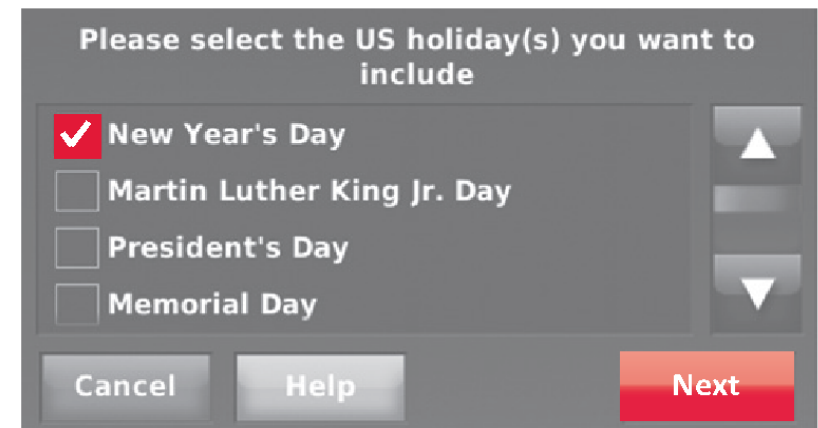 Please select the US holiday(s) you want to
include
New Year's Day
Martin Luther King Jr. Day
President's Day
Memorial Day
Cancel
Help
Next